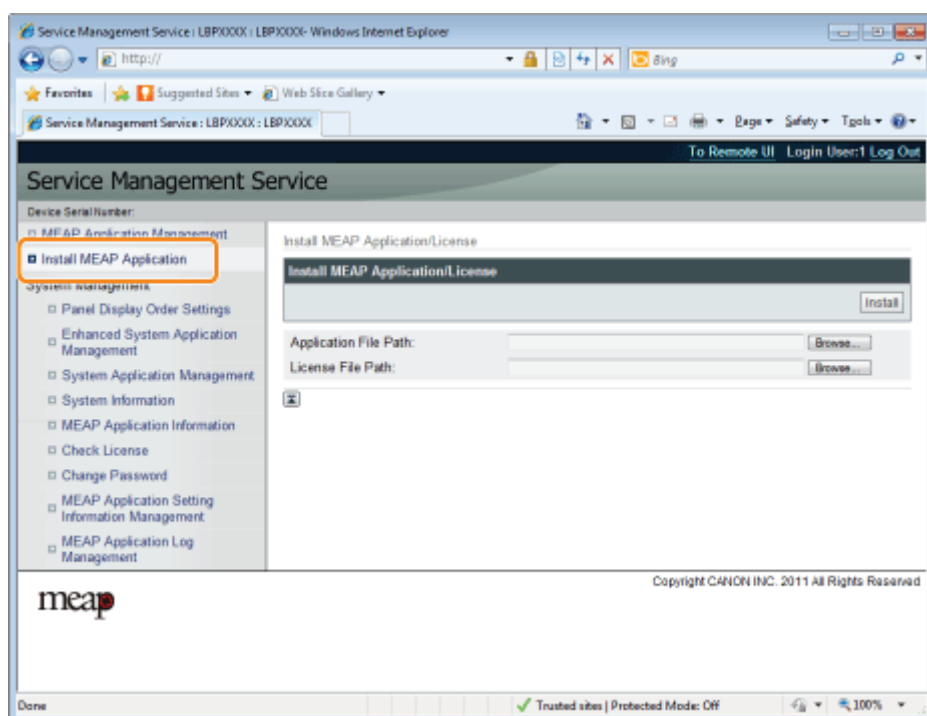 Service Management Service : LBPXXXX : LBPXXXX- Windows Internet Explorer
http://
Bing
Favorites Suggested Sites Web Slice Gallery
Service Management Service : LBPXXXX : LBPXXXX
Page Safety Tools
To Remote UI Login User:1 Log Out
Service Management Service
Device Serial Number:
MEAP Application Management
Install MEAP Application
System Management
Panel Display Order Settings
Enhanced System Application
Management
System Application Management
System Information
MEAP Application Information
Check License
Change Password
MEAP Application Setting
Information Management
MEAP Application Log
Management
Install MEAP Application/License
Install MEAP Application/License
Install
Application File Path: Browse...
License File Path: Browse...
Copyright CANON INC. 2011 All Rights Reserved
meap
Done
Trusted sites | Protected Mode: Off
100%